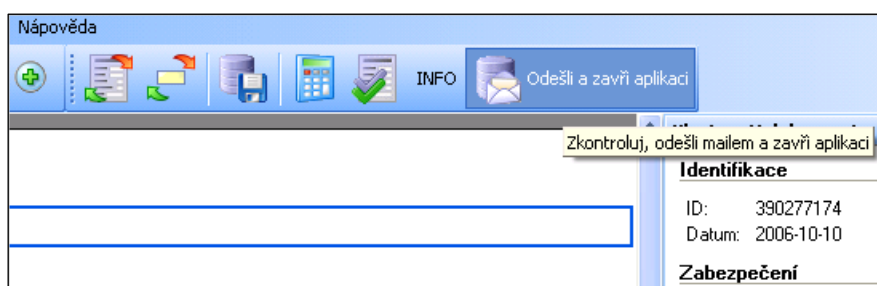 Nápověda
INFO Odešli a zavři aplikaci
Zkontroluj, odešli mailem a zavři aplikaci
Identifikace
ID: 390277174
Datum: 2006-10-10
Zabezpečení